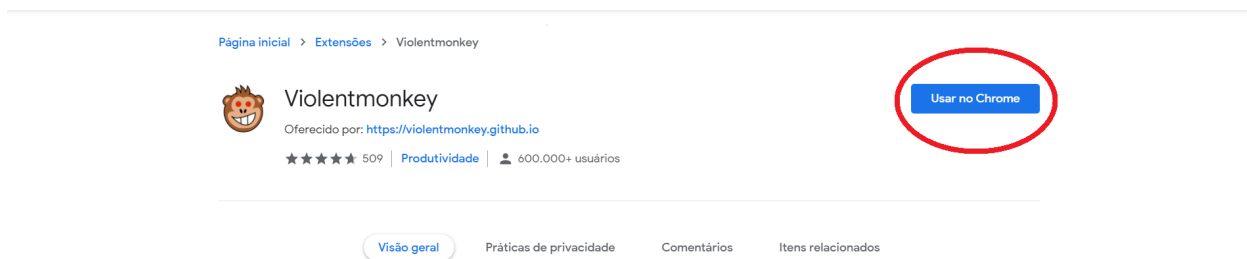 Página inicial > Extensões > Violentmonkey
Violentmonkey
Usar no Chrome
Oferecido por: https://violentmonkey.github.io
509 | Produtividade | 600.000+ usuários
Visão geral Práticas de privacidade Comentários Itens relacionados